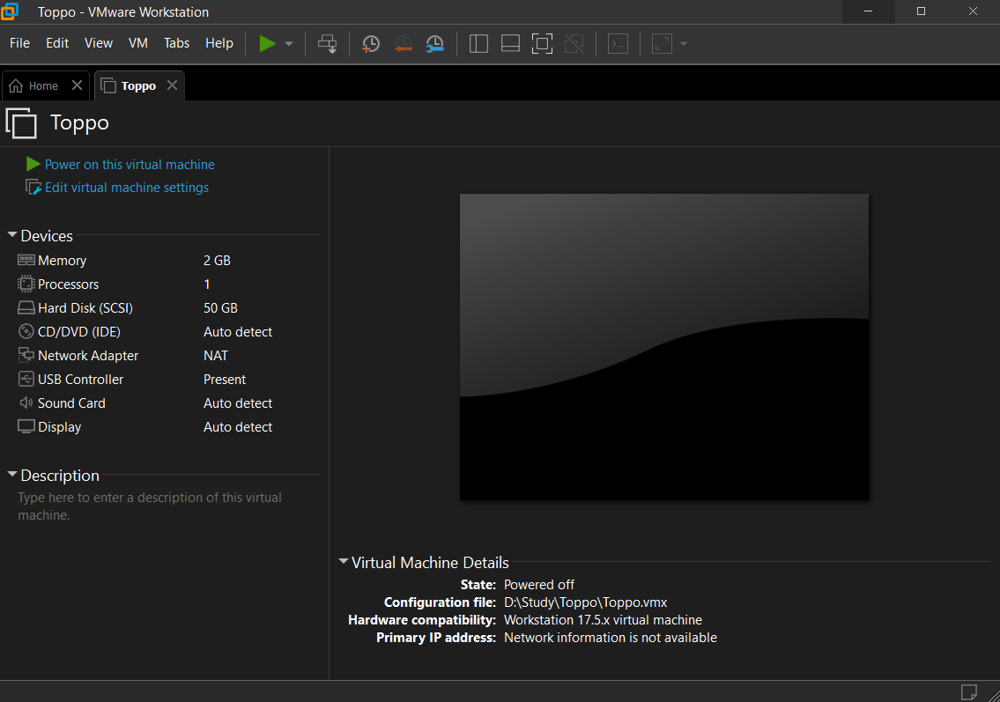 Toppo - VMware Workstation
File Edit View VM Tabs Help
Home Toppo
Toppo
Power on this virtual machine
Edit virtual machine settings
Devices
Memory 2 GB
Processors 1
Hard Disk (SCSI) 50 GB
CD/DVD (IDE) Auto detect
Network Adapter NAT
USB Controller Present
Sound Card Auto detect
Display Auto detect
Description
Type here to enter a description of this virtual
machine.
Virtual Machine Details
State: Powered off
Configuration file: D:\Study\Toppo\Toppo.vmx
Hardware compatibility: Workstation 17.5.x virtual machine
Primary IP address: Network information is not available